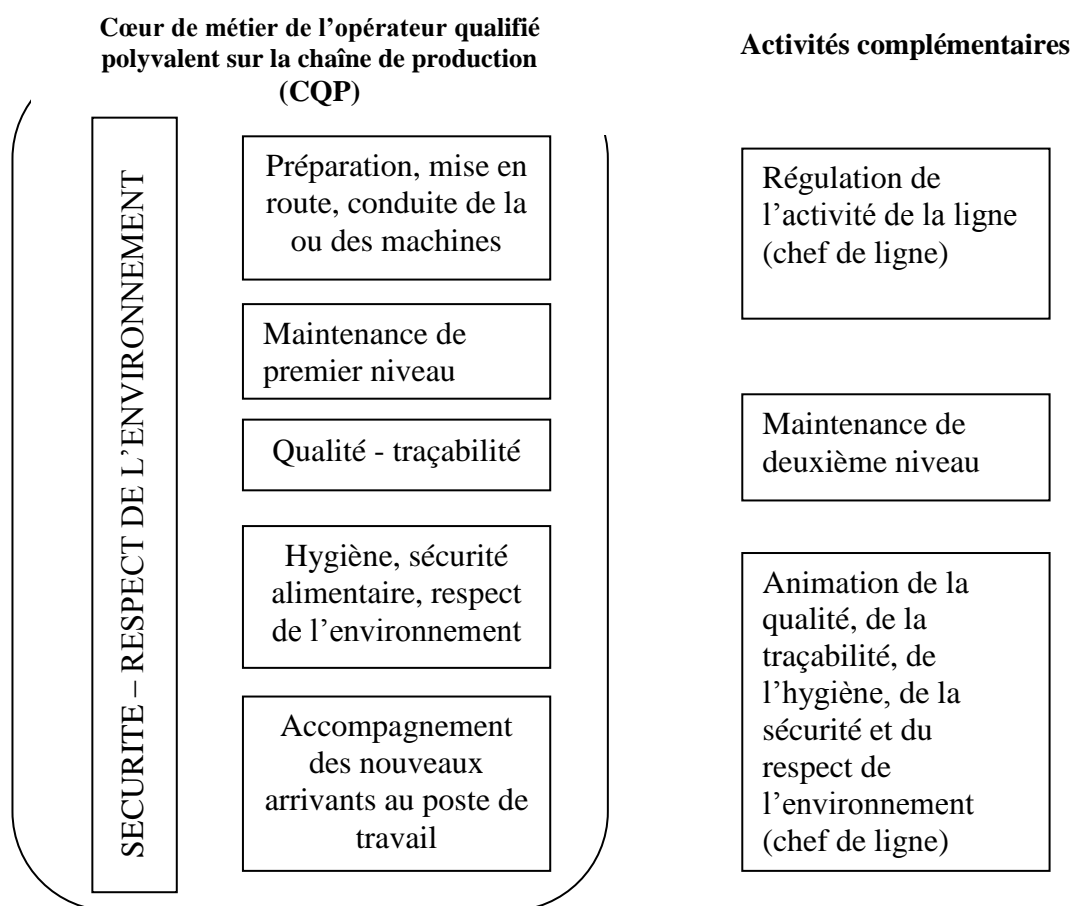 Cœur de métier de l’opérateur qualifié
polyvalent sur la chaîne de production
(CQP)
SECURITE – RESPECT DE L’ENVIRONNEMENT
Préparation, mise en
route, conduite de la
ou des machines
Maintenance de
premier niveau
Qualité - traçabilité
Hygiène, sécurité
alimentaire, respect
de l’environnement
Accompagnement
des nouveaux
arrivants au poste de
travail
Activités complémentaires
Régulation de
l’activité de la ligne
(chef de ligne)
Maintenance de
deuxième niveau
Animation de la
qualité, de la
traçabilité, de
l’hygiène, de la
sécurité et du
respect de
l’environnement
(chef de ligne)